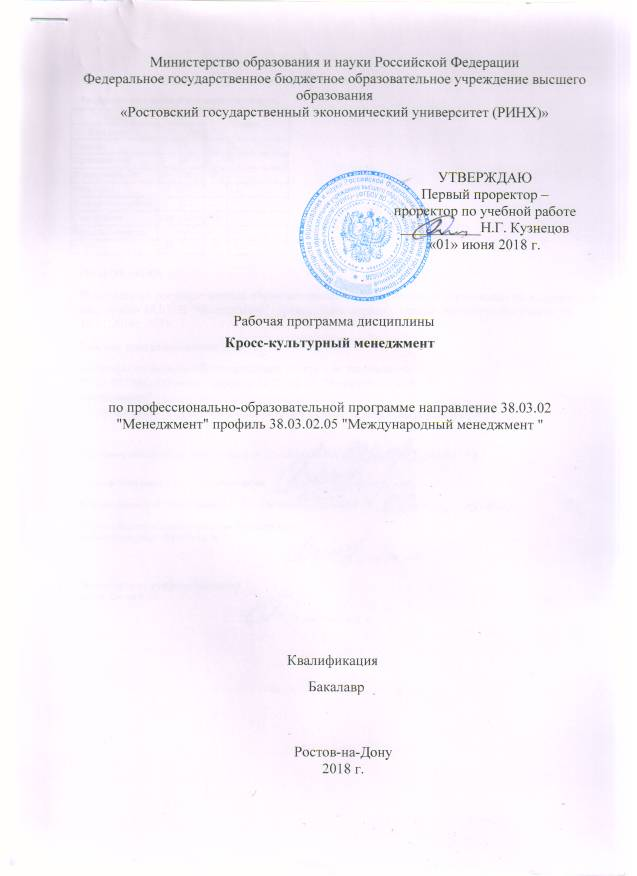 Министерство образования и науки Российской Федерации
Федеральное государственное бюджетное образовательное учреждение высшего
образования
«Ростовский государственный экономический университет (РИНХ)»
УТВЕРЖДАЮ
Первый проректор –
проректор по учебной работе
Н.Г. Кузнецов
«01» июня 2018 г.
Рабочая программа дисциплины
Кросс-культурный менеджмент
по профессионально-образовательной программе направление 38.03.02
"Менеджмент" профиль 38.03.02.05 "Международный менеджмент "
Квалификация
Бакалавр
Ростов-на-Дону
2018 г.